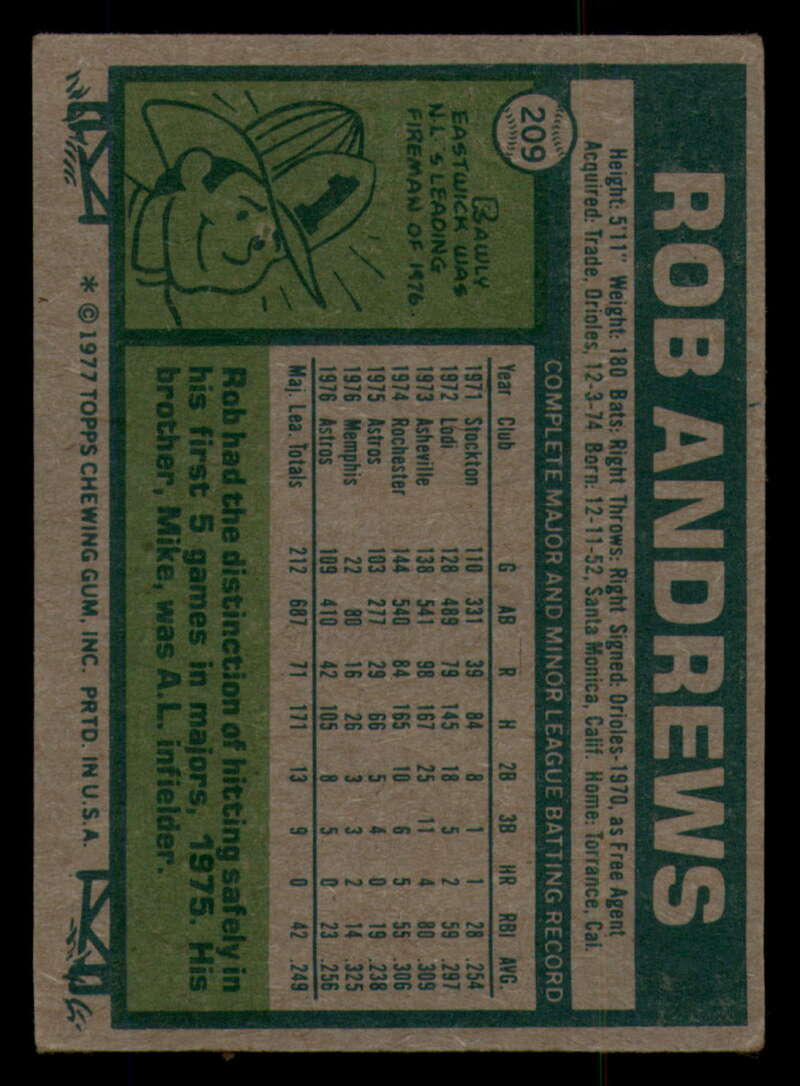 ROB ANDREWS
Height: 5'11" Weight: 180 Bats: Right Throws: Right Signed: Orioles-1970, as Free Agent
Acquired: Trade, Orioles, 12-3-74 Born: 12-11-52, Santa Monica, Calif. Home: Torrance, Cal.
209
BAWLY
EASTWICK WAS
N.L.'S LEADING
FIREMAN OF 1976.
1
COMPLETE MAJOR AND MINOR LEAGUE BATTING RECORD
Year Club G AB R H 2B 3B HR RBI AVG.
1971 Stockton 110 331 39 84 8 1 1 28 .254
1972 Lodi 128 489 79 145 18 5 2 59 .297
1973 Asheville 138 541 98 167 25 11 4 80 .309
1974 Rochester 144 540 84 165 10 6 5 55 .306
1975 Astros 103 277 29 66 5 4 0 19 .238
1976 Memphis 22 80 16 26 3 3 2 14 .325
1976 Astros 109 410 42 105 8 5 0 23 .256
Maj. Lea. Totals 212 687 71 171 13 9 0 42 .249
Rob had the distinction of hitting safely in
his first 5 games in majors, 1975. His
brother, Mike, was A.L. infielder.
* © 1977 TOPPS CHEWING GUM, INC. PRTD. IN U.S.A.